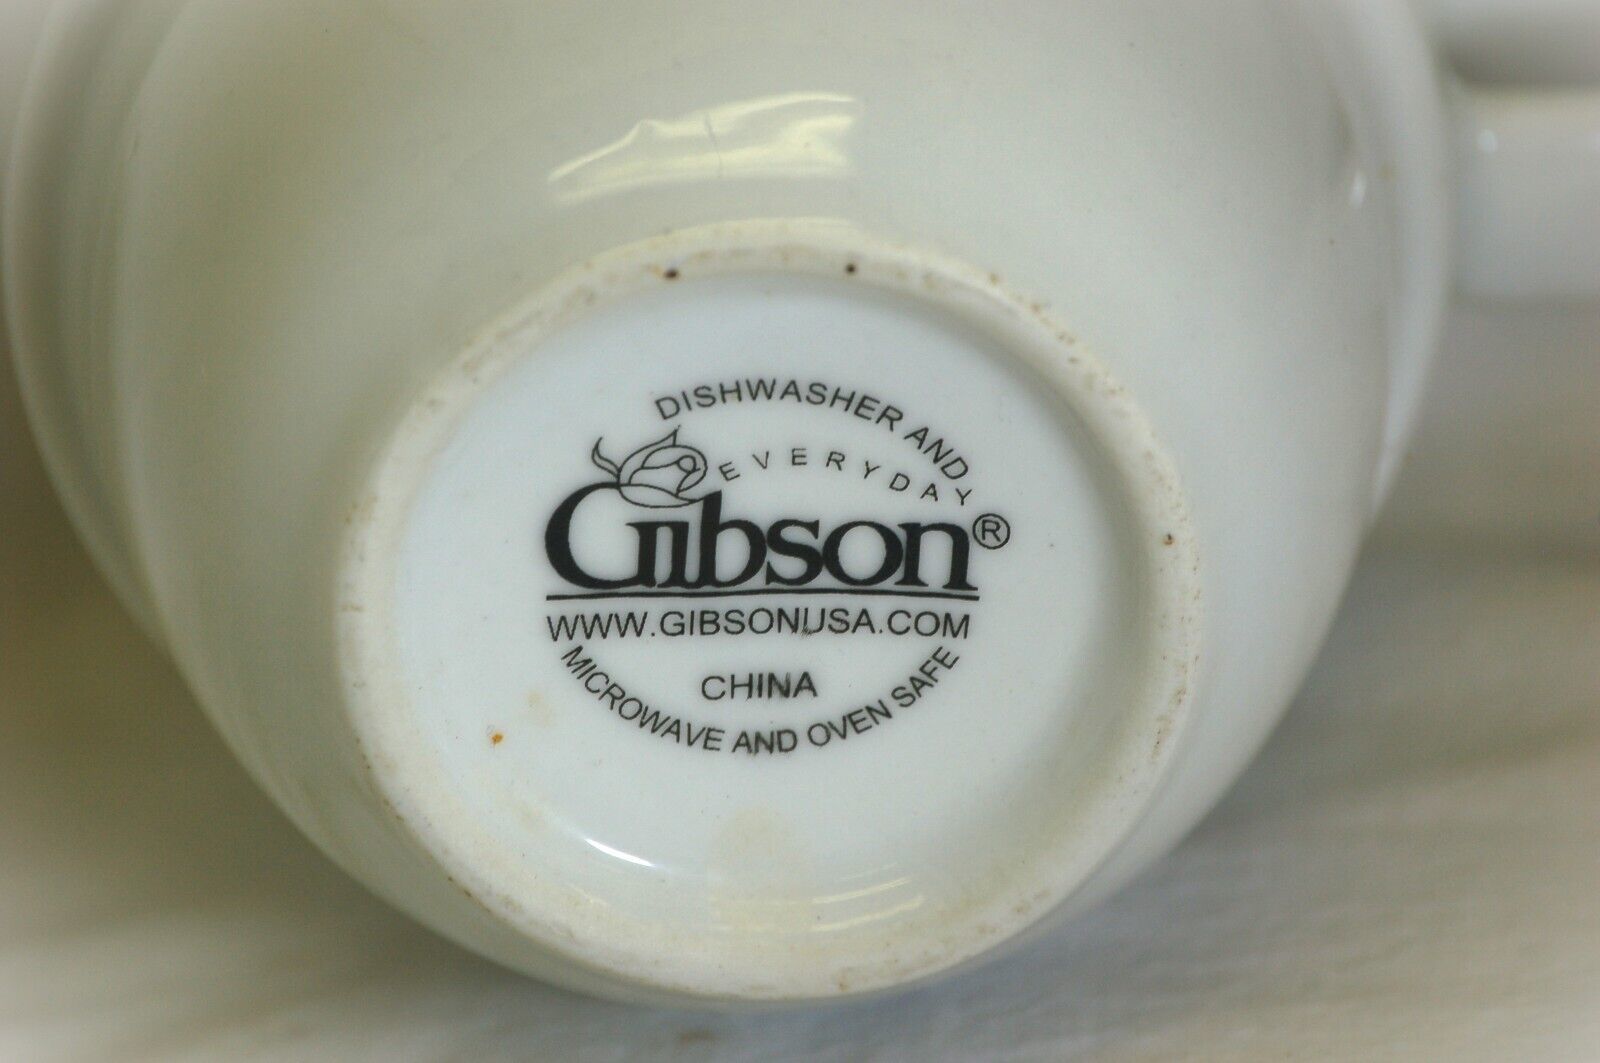 DISHWASHER AND
EVERYDAY
Gibson®
WWW.GIBSONUSA.COM
CHINA
MICROWAVE AND OVEN SAFE